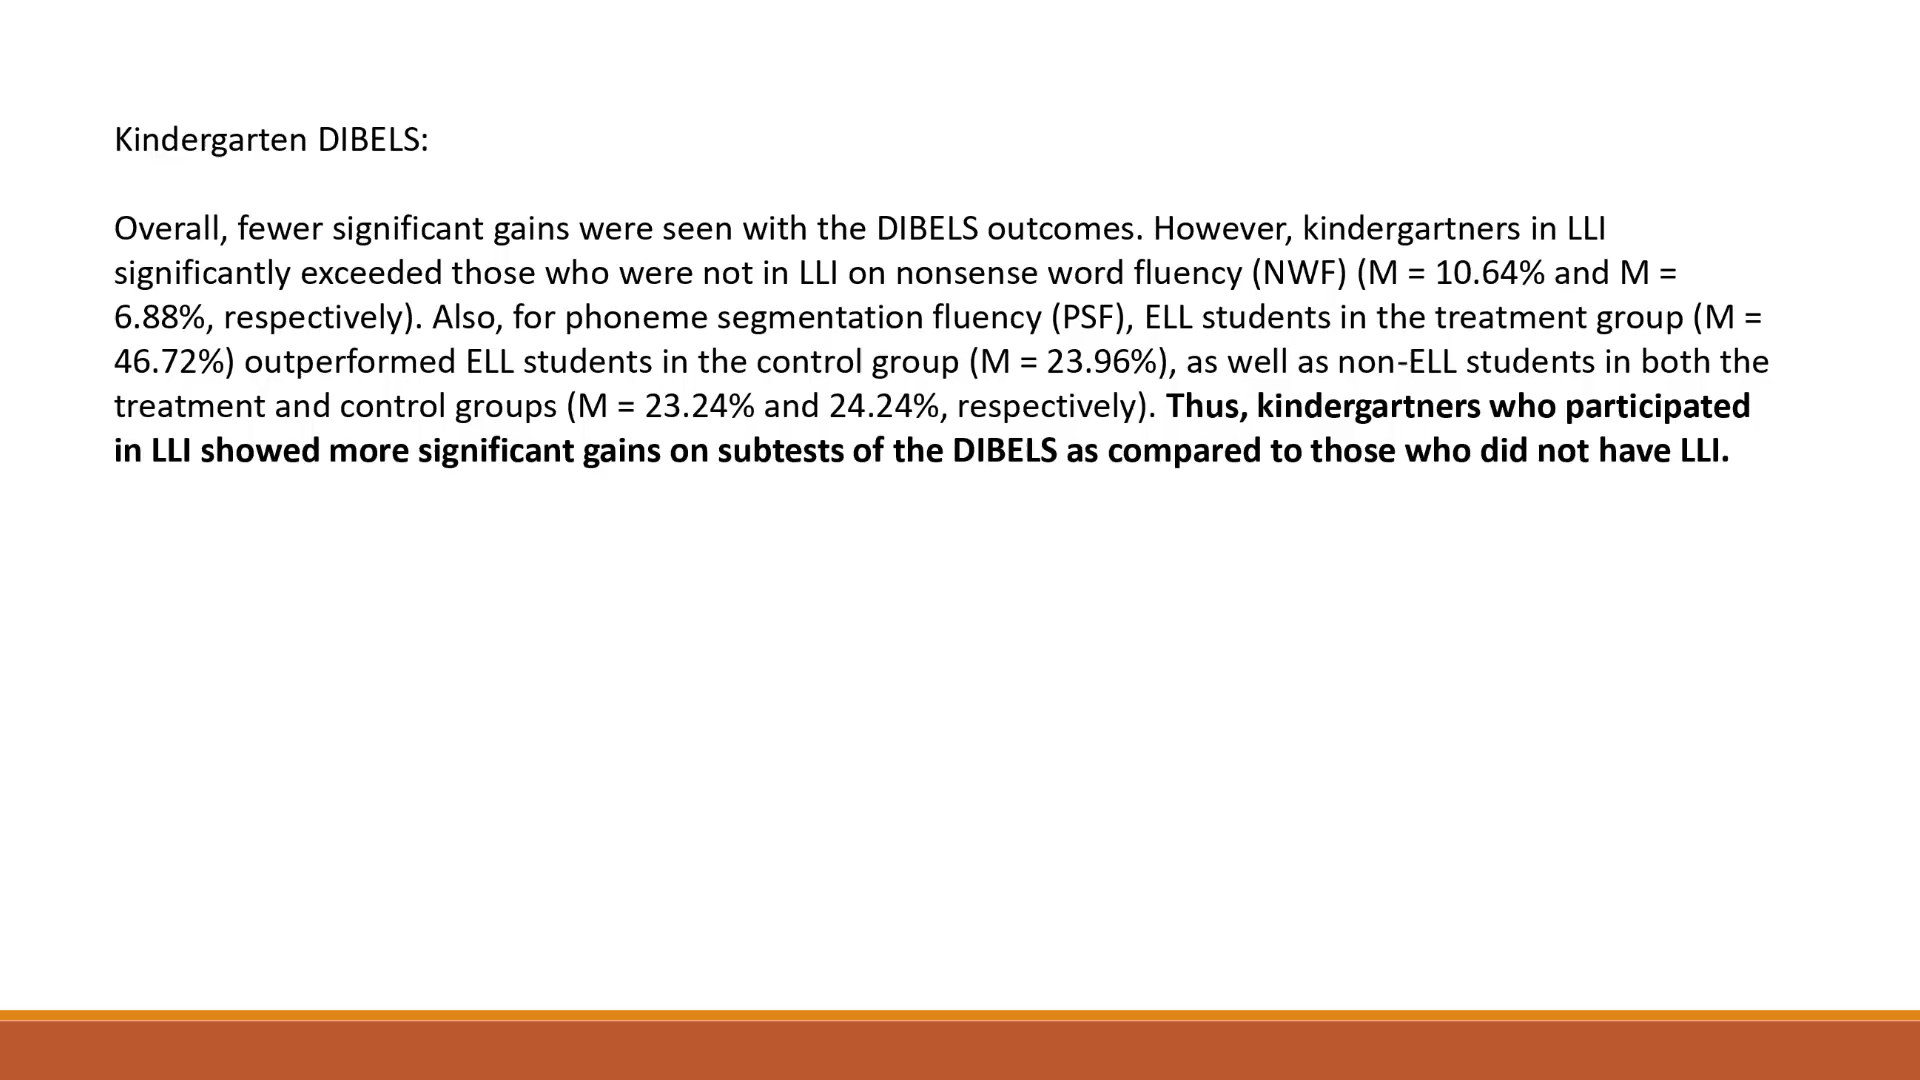 Kindergarten DIBELS:
Overall, fewer significant gains were seen with the DIBELS outcomes. However, kindergartners in LLI
significantly exceeded those who were not in LLI on nonsense word fluency (NWF) (M = 10.64% and M =
6.88%, respectively). Also, for phoneme segmentation fluency (PSF), ELL students in the treatment group (M =
46.72%) outperformed ELL students in the control group (M = 23.96%), as well as non-ELL students in both the
treatment and control groups (M = 23.24% and 24.24%, respectively). Thus, kindergartners who participated
in LLI showed more significant gains on subtests of the DIBELS as compared to those who did not have LLI.